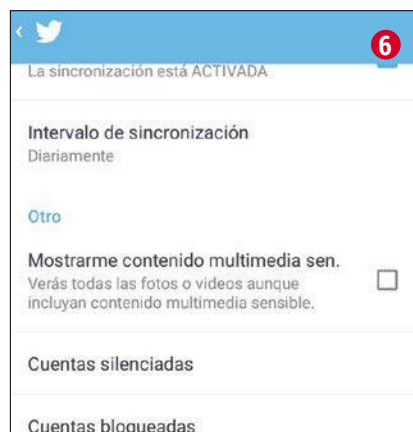 6
La sincronización está ACTIVADA
Intervalo de sincronización
Diariamente
Otro
Mostrarme contenido multimedia sen.
Verás todas las fotos o videos aunque
incluyan contenido multimedia sensible.
Cuentas silenciadas
Cuentas bloqueadas